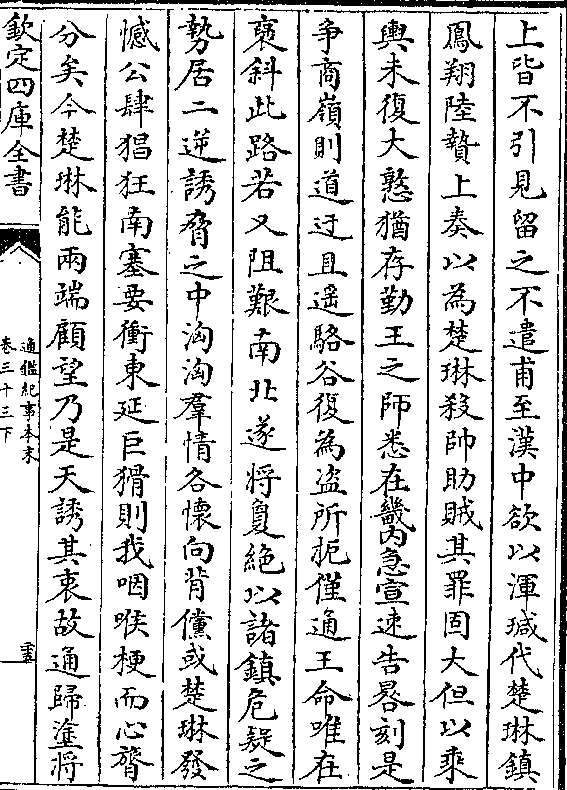 上皆不引見留之不遣甫至漢中欲以渾瑊代楚琳鎮
鳳翔陸贄上奏以為楚琳殺帥助賊其罪固大但以乘
輿未復大憝猶存勤王之師悉在畿内急宣速告晷刻是
争商嶺則道迂且遥駱谷復為盗所扼僅通王命唯在
褒斜此路若又阻艱南北遂將敻絶以諸鎮危疑之
勢居二逆誘脅之中洶洶羣情各懷向背儻或楚琳發
憾公肆猖狂南塞要衝東延巨猾則我咽喉梗而心膂
分矣今楚琳能兩端顧望乃是天誘其衷故通歸塗將
欽定四庫全書
通鑑紀事本末
卷三十三下